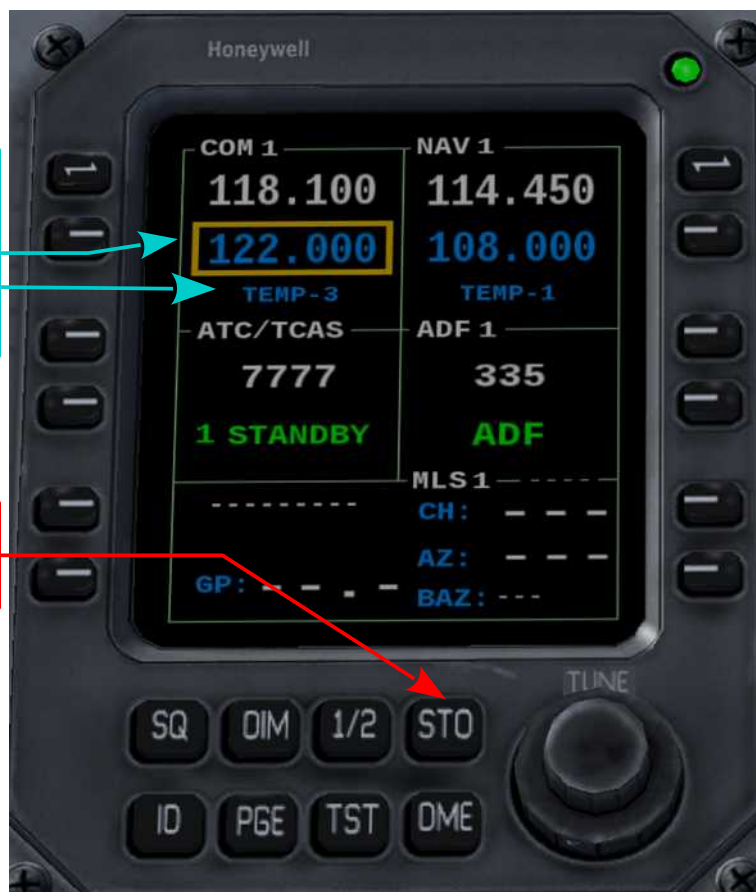 Honeywell
COM 1 NAV 1
118.100 114.450
122.000 108.000
TEMP-3 TEMP-1
ATC/TCAS ADF 1
7777 335
1 STANDBY ADF
MLS 1 -----
--------- CH: – – –
AZ: – – –
GP: – – . – BAZ: ---
TUNE
SQ DIM 1/2 STO
ID PGE TST DME